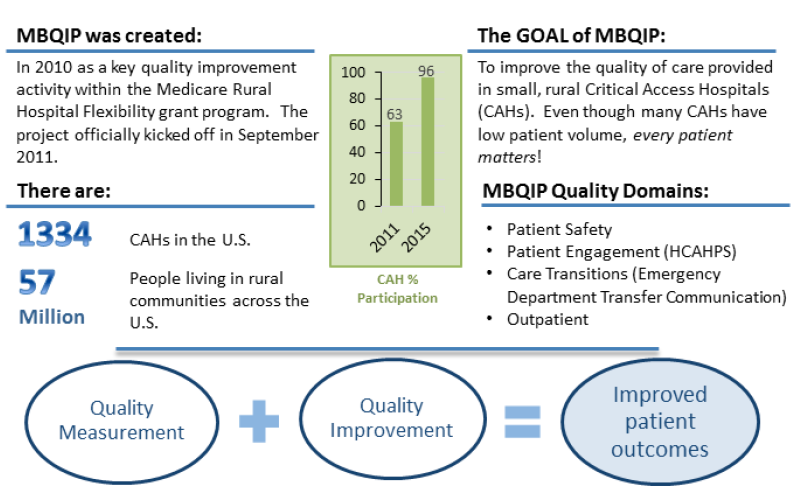 MBQIP was created:
In 2010 as a key quality improvement
activity within the Medicare Rural
Hospital Flexibility grant program.   The
project officially kicked off in September
2011.
There are:
1334
CAHs in the U.S.
57
Million
People living in rural
communities across the
U.S.
100
80
60
40
20
0
63
96
2011
2015
CAH %
Participation
The GOAL of MBQIP:
To improve the quality of care provided
in small, rural Critical Access Hospitals
(CAHs).  Even though many CAHs have
low patient volume, every patient
matters!
MBQIP Quality Domains:
• Patient Safety
• Patient Engagement (HCAHPS)
• Care Transitions (Emergency
Department Transfer Communication)
• Outpatient
Quality
Measurement
+
Quality
Improvement
=
Improved
patient
outcomes